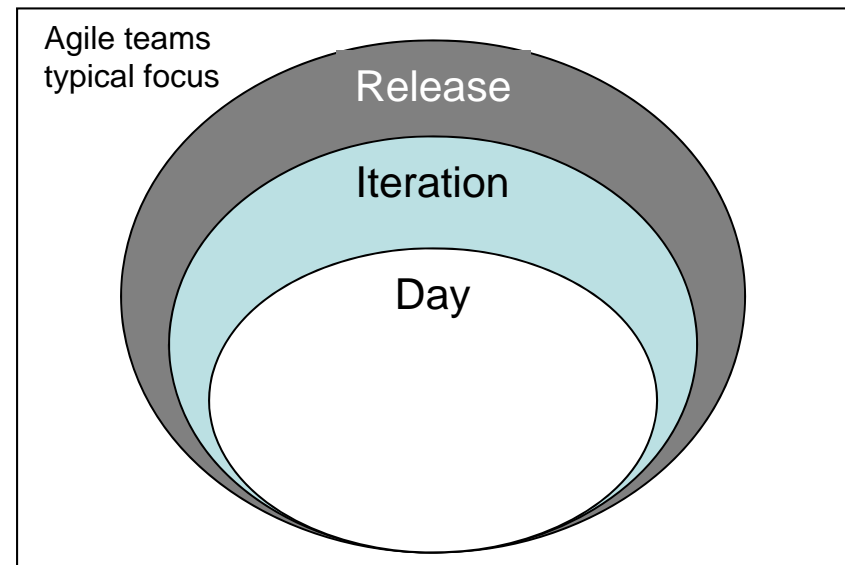 Agile teams
typical focus
Release
Iteration
Day